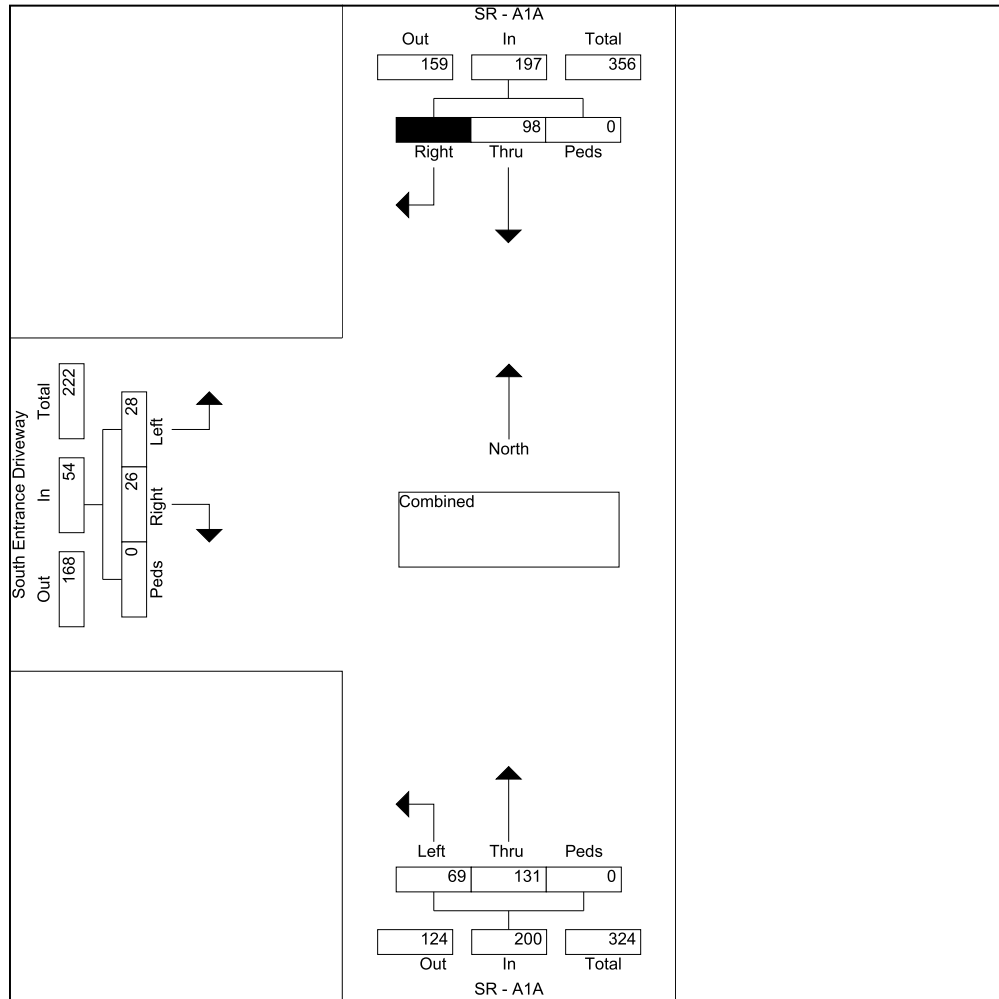 SR - A1A
Out In Total
159 197 356
98 0
Right Thru Peds
South Entrance Driveway
Total In Out
222 54 168
28 26 0
Left Right Peds
North
Combined
Left Thru Peds
69 131 0
124 200 324
Out In Total
SR - A1A